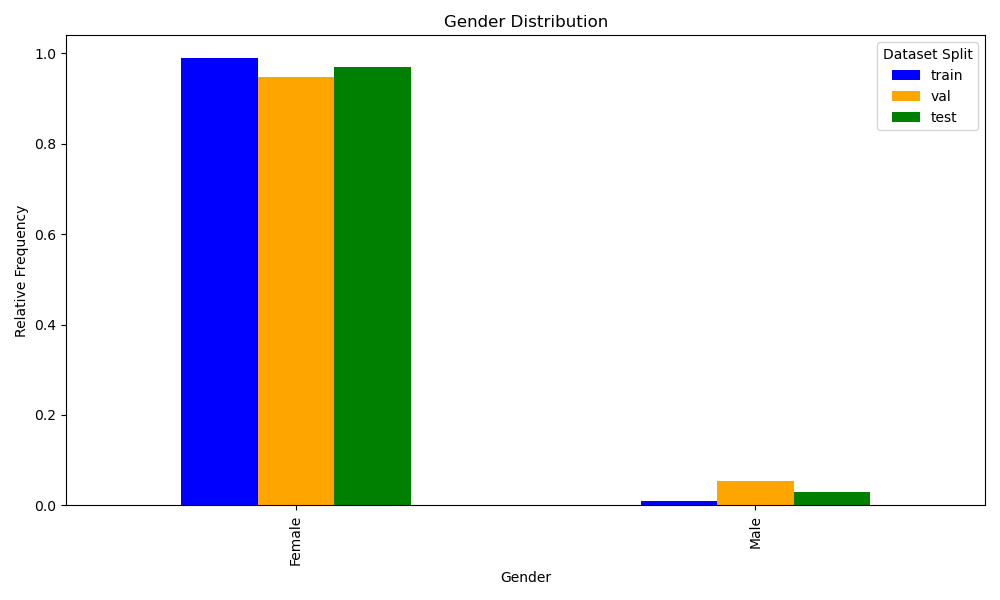 Gender Distribution
Dataset Split
train
val
test
Relative Frequency
1.0
0.8
0.6
0.4
0.2
0.0
Female
Male
Gender